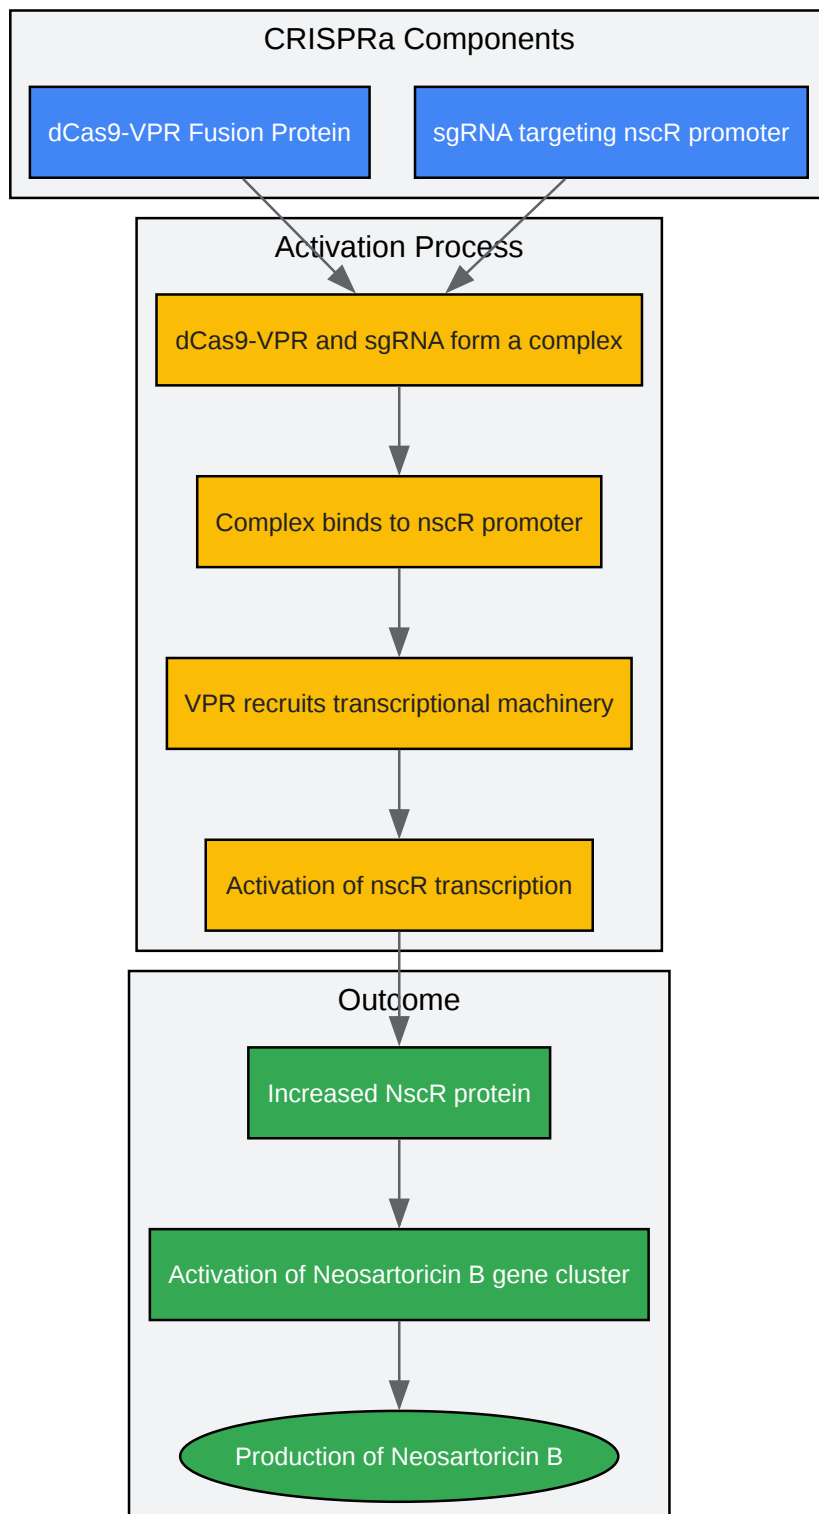 CRISPRa Components
dCas9-VPR Fusion Protein
sgRNA targeting nscR promoter
Activation Process
dCas9-VPR and sgRNA form a complex
Complex binds to nscR promoter
VPR recruits transcriptional machinery
Activation of nscR transcription
Outcome
Increased NscR protein
Activation of Neosartoricin B gene cluster
Production of Neosartoricin B